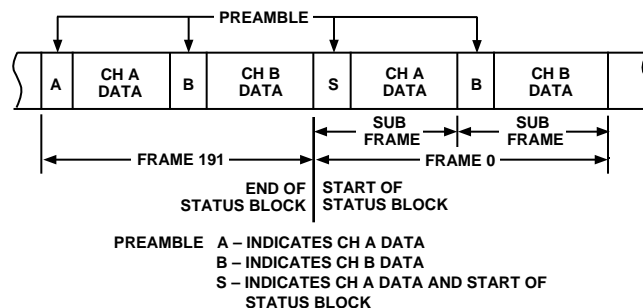 PREAMBLE
A CH A DATA B CH B DATA S CH A DATA B CH B DATA
SUB FRAME SUB FRAME
FRAME 191 FRAME 0
END OF STATUS BLOCK START OF STATUS BLOCK
PREAMBLE A – INDICATES CH A DATA
B – INDICATES CH B DATA
S – INDICATES CH A DATA AND START OF
STATUS BLOCK